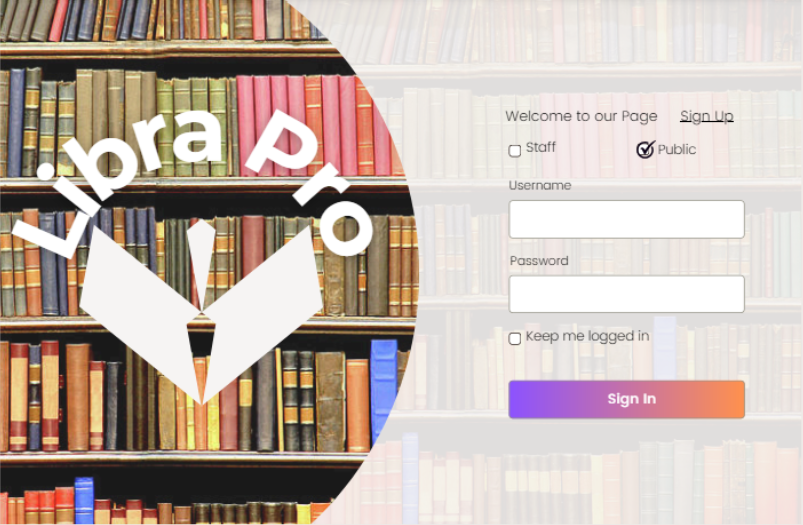 Libra Pro
Welcome to our Page Sign Up
Staff Public
Username
Password
Keep me logged in
Sign In